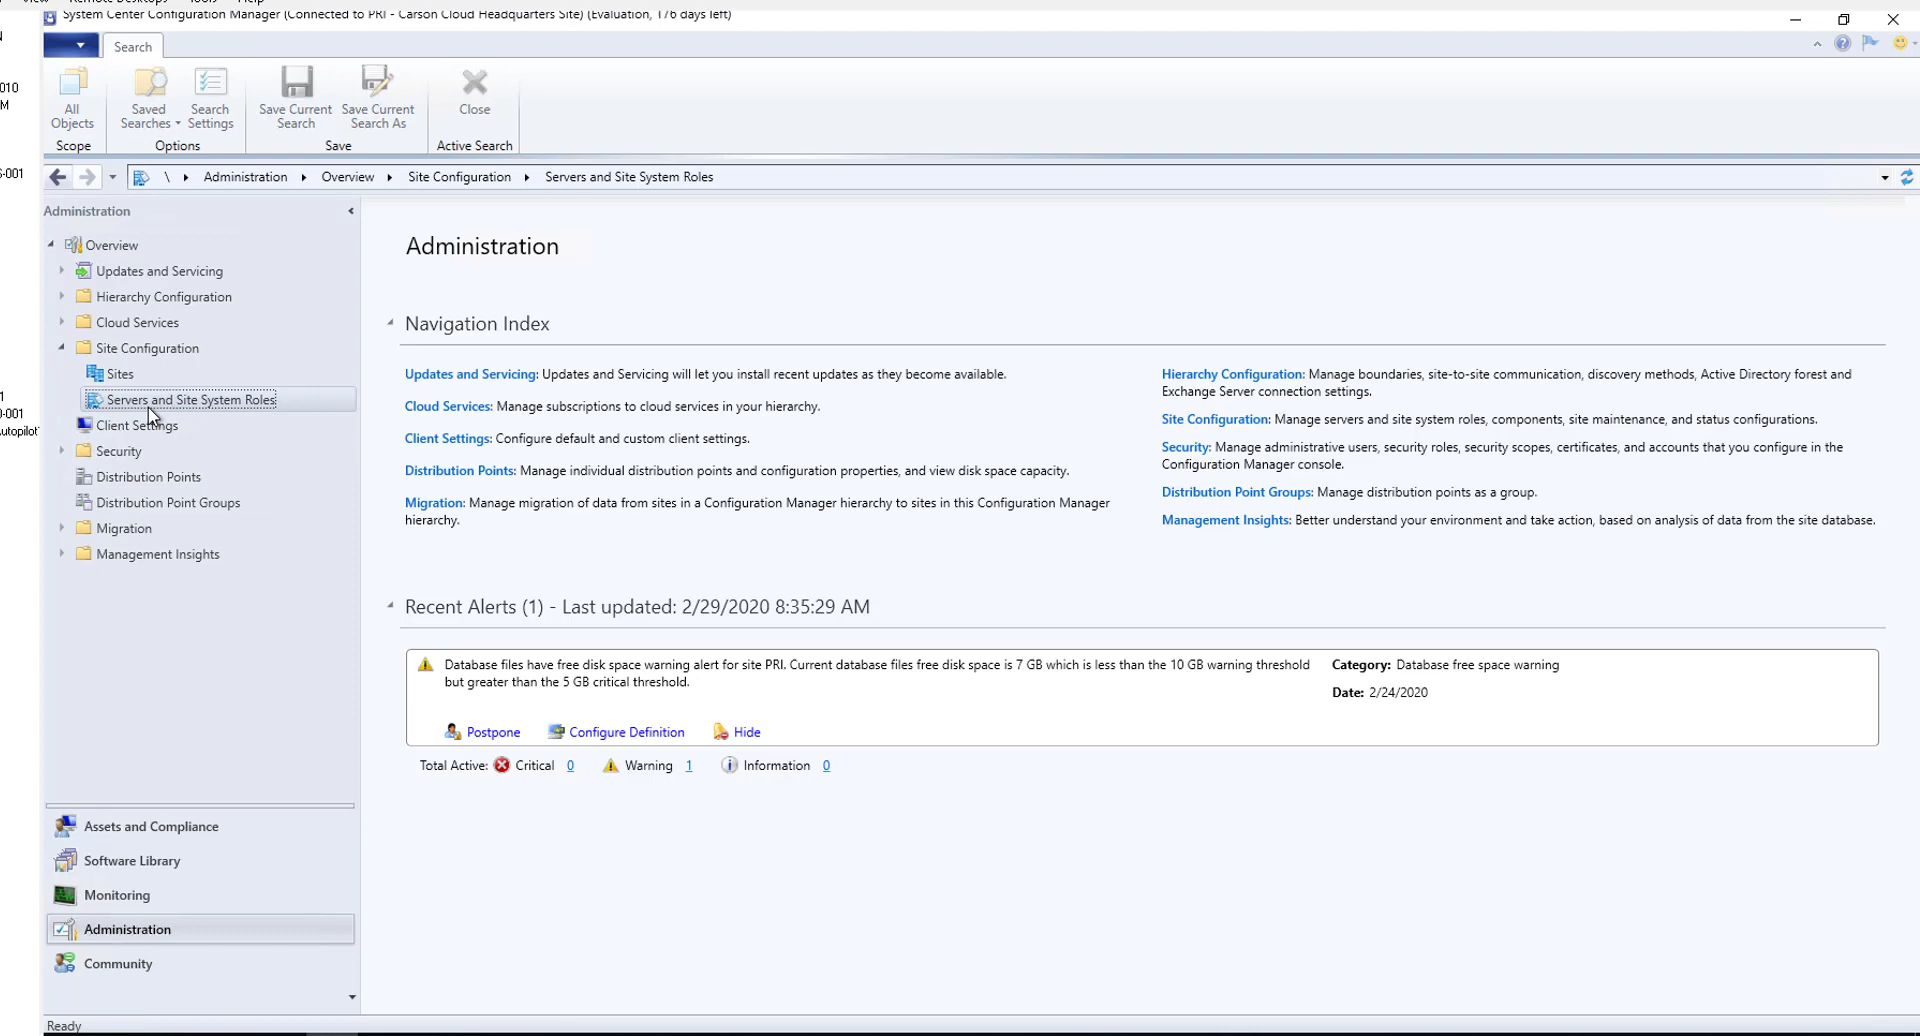 View Remote Desktops Tools Help
System Center Configuration Manager (Connected to PRI - Carson Cloud Headquarters Site) (Evaluation, 176 days left)
Search
All Objects
Saved Searches
Search Settings
Save Current Search
Save Current Search As
Close
Scope
Options
Save
Active Search
\ Administration Overview Site Configuration Servers and Site System Roles
010
M
S-001
1
0-001
utopilot
Administration
Overview
Updates and Servicing
Hierarchy Configuration
Cloud Services
Site Configuration
Sites
Servers and Site System Roles
Client Settings
Security
Distribution Points
Distribution Point Groups
Migration
Management Insights
Assets and Compliance
Software Library
Monitoring
Administration
Community
Administration
Navigation Index
Updates and Servicing: Updates and Servicing will let you install recent updates as they become available.
Cloud Services: Manage subscriptions to cloud services in your hierarchy.
Client Settings: Configure default and custom client settings.
Distribution Points: Manage individual distribution points and configuration properties, and view disk space capacity.
Migration: Manage migration of data from sites in a Configuration Manager hierarchy to sites in this Configuration Manager
hierarchy.
Hierarchy Configuration: Manage boundaries, site-to-site communication, discovery methods, Active Directory forest and
Exchange Server connection settings.
Site Configuration: Manage servers and site system roles, components, site maintenance, and status configurations.
Security: Manage administrative users, security roles, security scopes, certificates, and accounts that you configure in the
Configuration Manager console.
Distribution Point Groups: Manage distribution points as a group.
Management Insights: Better understand your environment and take action, based on analysis of data from the site database.
Recent Alerts (1) - Last updated: 2/29/2020 8:35:29 AM
Database files have free disk space warning alert for site PRI. Current database files free disk space is 7 GB which is less than the 10 GB warning threshold
but greater than the 5 GB critical threshold.
Category: Database free space warning
Date: 2/24/2020
Postpone Configure Definition Hide
Total Active: Critical 0 Warning 1 Information 0
Ready